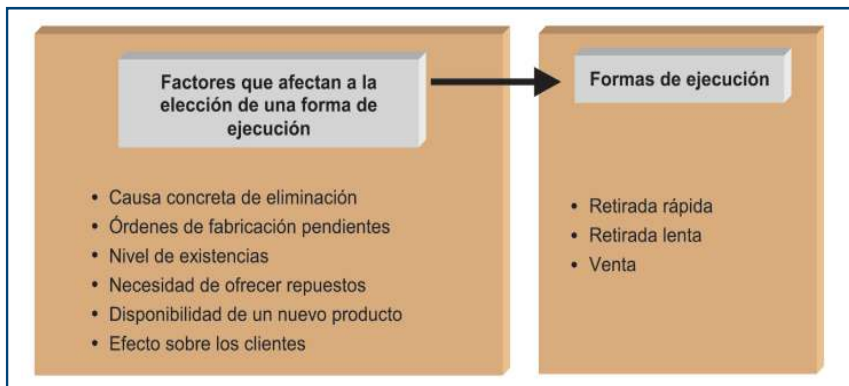 Factores que afectan a la
elección de una forma de
ejecución
• Causa concreta de eliminación
• Órdenes de fabricación pendientes
• Nivel de existencias
• Necesidad de ofrecer repuestos
• Disponibilidad de un nuevo producto
• Efecto sobre los clientes
Formas de ejecución
• Retirada rápida
• Retirada lenta
• Venta